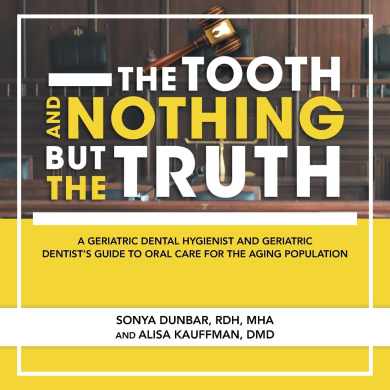 THE TOOTH
AND NOTHING
BUT THE TRUTH
A GERIATRIC DENTAL HYGIENIST AND GERIATRIC
DENTIST'S GUIDE TO ORAL CARE FOR THE AGING POPULATION
SONYA DUNBAR, RDH, MHA
AND ALISA KAUFFMAN, DMD